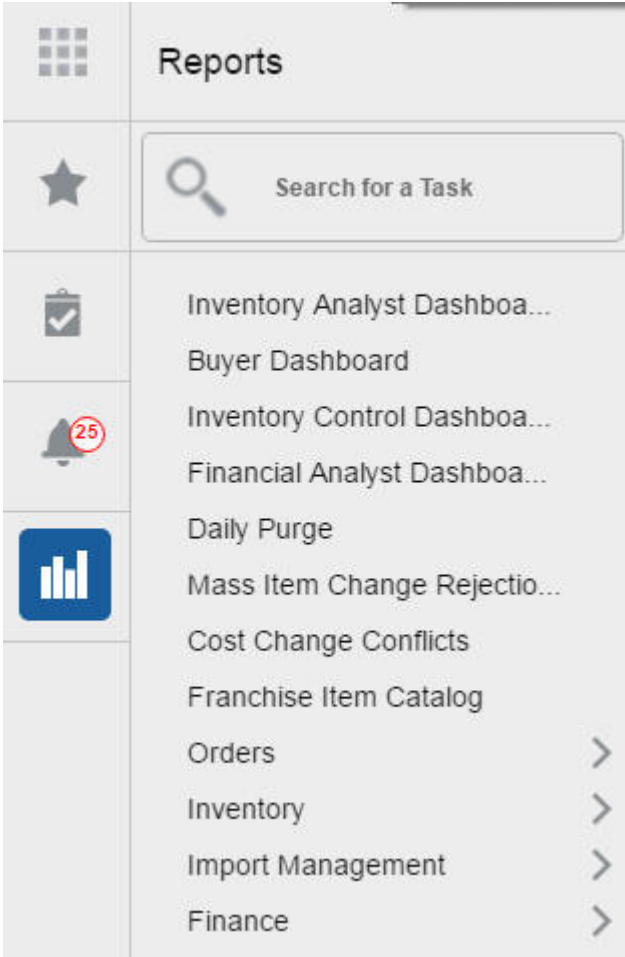 Reports
Search for a Task
Inventory Analyst Dashboa...
Buyer Dashboard
Inventory Control Dashboa...
25
Financial Analyst Dashboa...
Daily Purge
Mass Item Change Rejectio...
Cost Change Conflicts
Franchise Item Catalog
Orders
Inventory
Import Management
Finance